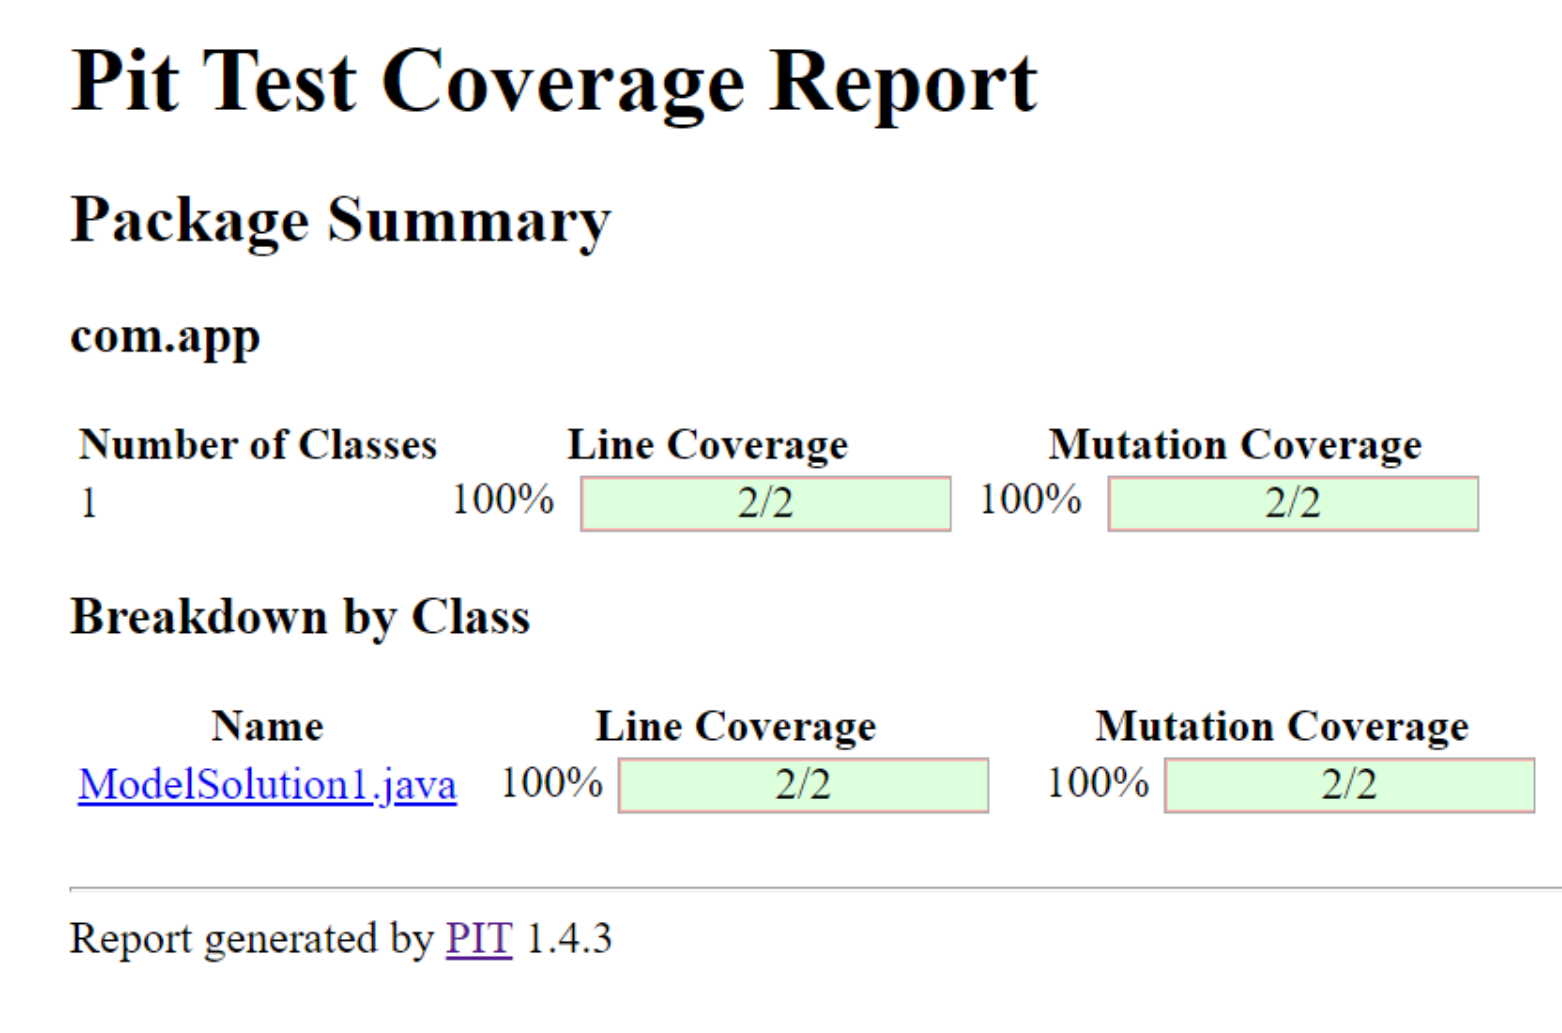 Pit Test Coverage Report
Package Summary
com.app
Number of Classes Line Coverage Mutation Coverage
1 100% 2/2 100% 2/2
Breakdown by Class
Name Line Coverage Mutation Coverage
ModelSolution1.java 100% 2/2 100% 2/2
Report generated by PIT 1.4.3